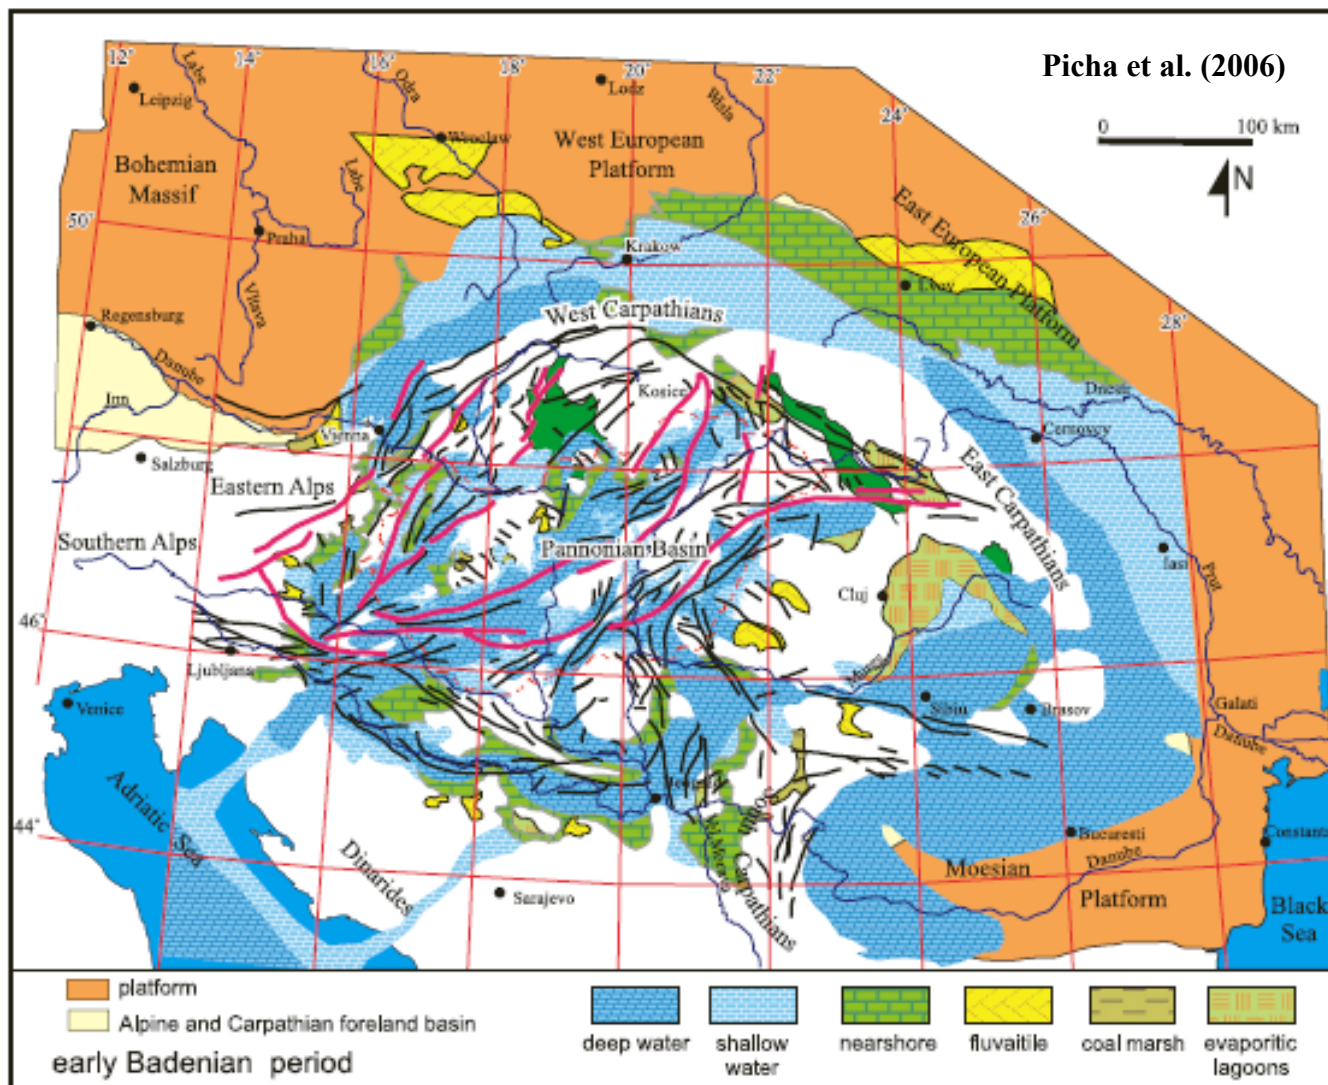 Picha et al. (2006)
0 100 km
N
12°
14°
16°
18°
20°
22°
24°
26°
28°
50°
46°
44°
Labe
Odra
Wisla
Leipzig
Lodz
Wroclaw
Bohemian
Massif
West European
Platform
Labe
Praha
Vltava
Krakow
East European Platform
Lvov
Regensburg
Danube
Inn
West Carpathians
Kosice
Dnestr
Cernovcy
Vienna
Salzburg
Eastern Alps
Southern Alps
East Carpathians
Pannonian Basin
Iasi
Prut
Cluj
Mures
Ljubljana
Venice
Sibiu
Brasov
Galati
Danube
Adriatic Sea
Dinarides
Sarajevo
South Carpathians
Bucuresti
Danube
Constanta
Moesian
Platform
Black
Sea
platform
Alpine and Carpathian foreland basin
early Badenian period
deep water
shallow
water
nearshore
fluvaitile
coal marsh
evaporitic
lagoons